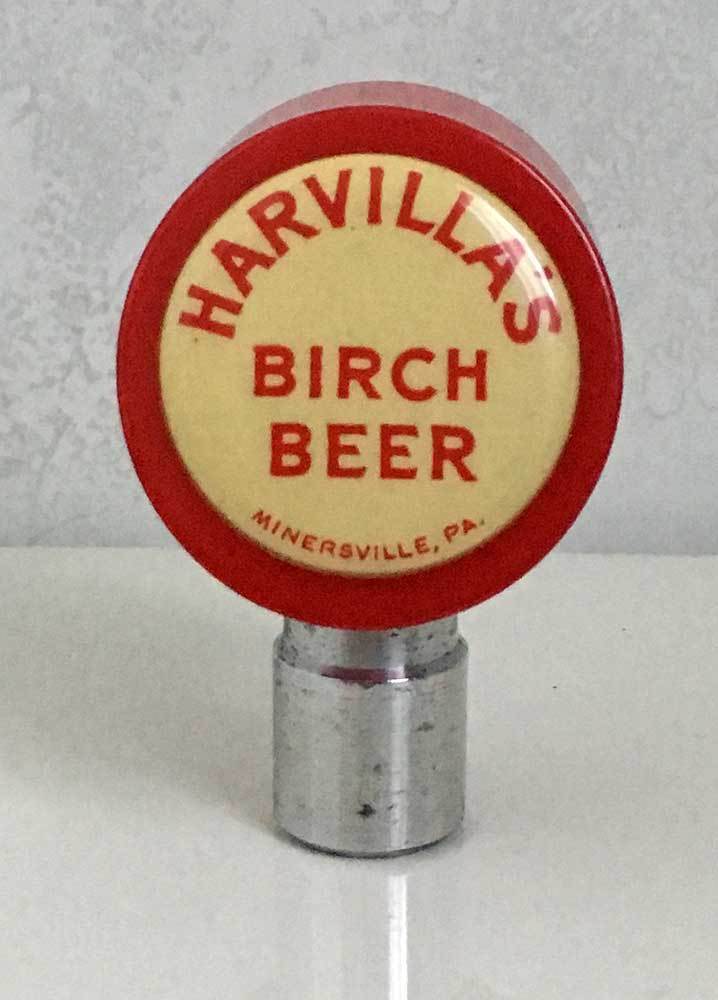 HARVILLA'S
BIRCH
BEER
MINERSVILLE, PA.